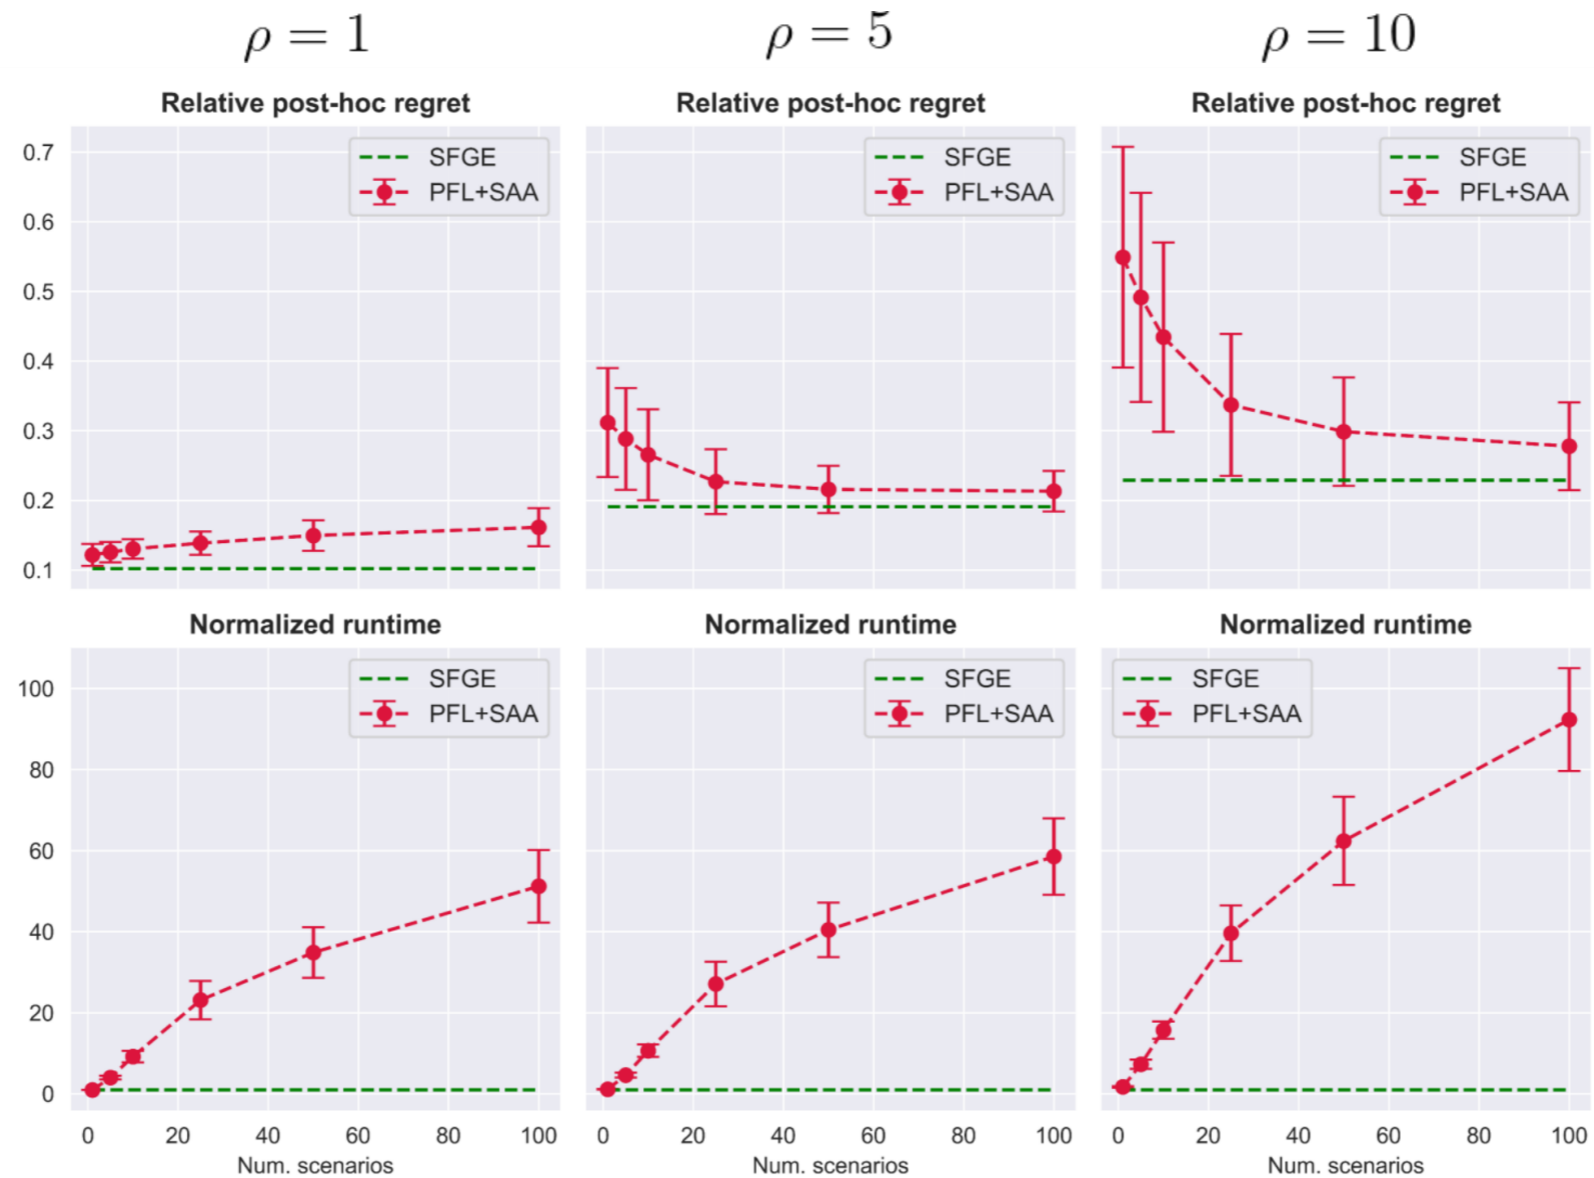 ρ = 1
ρ = 5
ρ = 10
Relative post-hoc regret
Relative post-hoc regret
Relative post-hoc regret
SFGE
PFL+SAA
SFGE
PFL+SAA
SFGE
PFL+SAA
0.7
0.6
0.5
0.4
0.3
0.2
0.1
Normalized runtime
Normalized runtime
Normalized runtime
SFGE
PFL+SAA
SFGE
PFL+SAA
SFGE
PFL+SAA
100
80
60
40
20
0
0 20 40 60 80 100
0 20 40 60 80 100
0 20 40 60 80 100
Num. scenarios
Num. scenarios
Num. scenarios